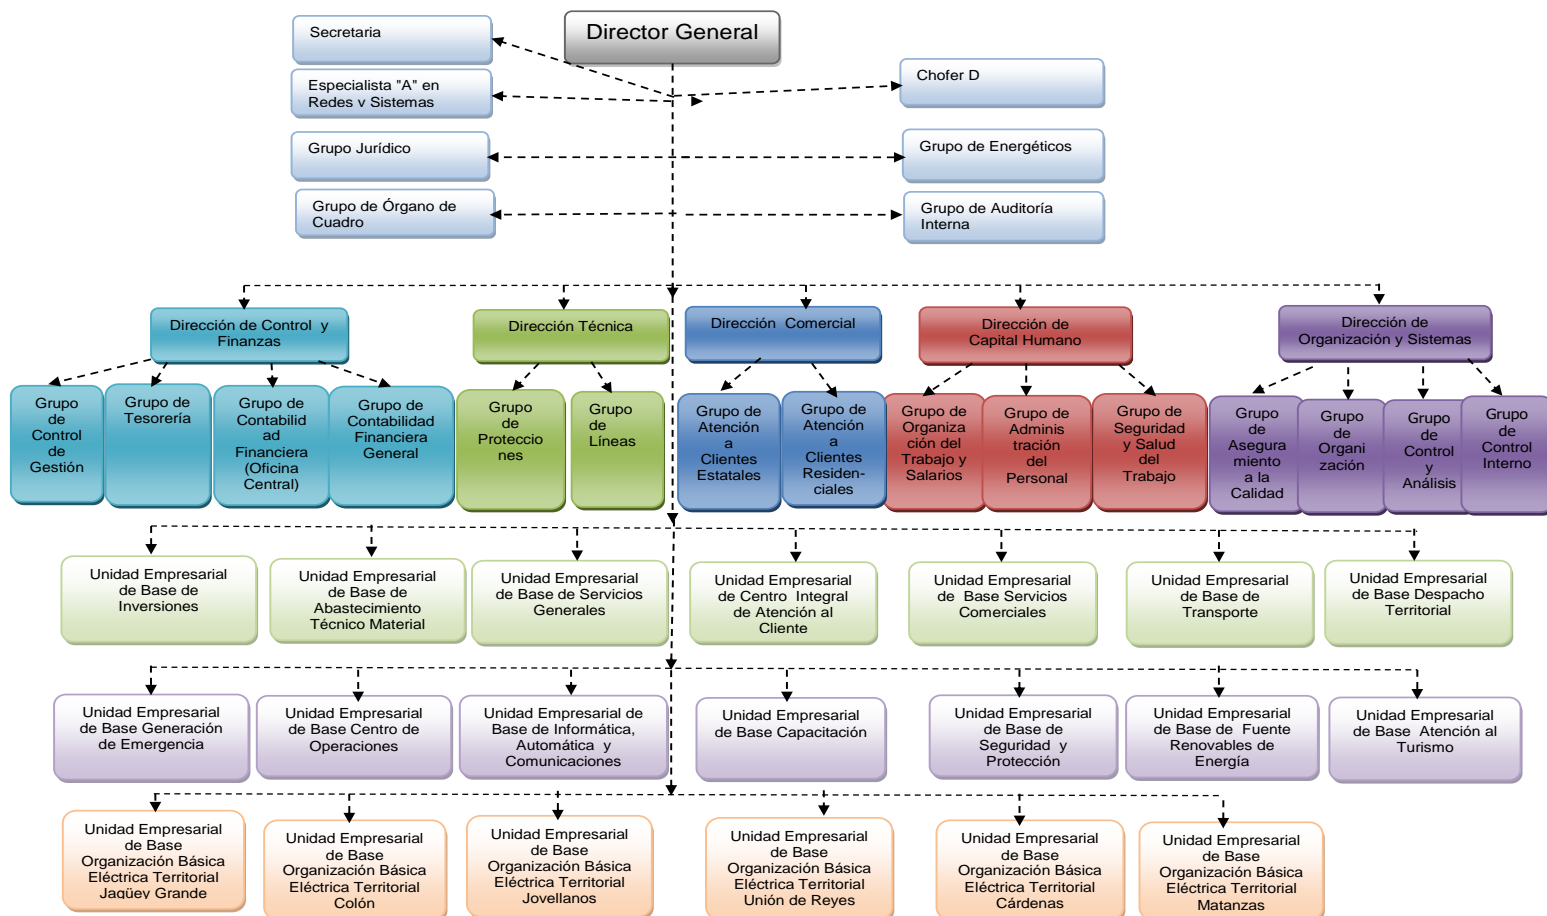 Director General
Secretaria
Especialista "A" en
Redes v Sistemas
Chofer D
Grupo Jurídico
Grupo de Energéticos
Grupo de Órgano de
Cuadro
Grupo de Auditoría
Interna
Dirección de Control y
Finanzas
Dirección Técnica
Dirección Comercial
Dirección de
Capital Humano
Dirección de
Organización y Sistemas
Grupo
de
Control
de
Gestión
Grupo de
Tesorería
Grupo de
Contabilid
ad
Financiera
(Oficina
Central)
Grupo de
Contabilidad
Financiera
General
Grupo
de
Proteccio
nes
Grupo
de
Líneas
Grupo de
Atención
a
Clientes
Estatales
Grupo de
Atención
a
Clientes
Residen-
ciales
Grupo de
Organiza
ción del
Trabajo y
Salarios
Grupo de
Adminis
tración
del
Personal
Grupo de
Seguridad
y Salud
del
Trabajo
Grupo
de
Asegura
miento
a la
Calidad
Grupo
de
Organi
zación
Grupo
de
Control
y
Análisis
Grupo
de
Control
Interno
Unidad Empresarial
de Base de
Inversiones
Unidad Empresarial
de Base de
Abastecimiento
Técnico Material
Unidad Empresarial
de Base de Servicios
Generales
Unidad Empresarial
de Centro Integral
de Atención al
Cliente
Unidad Empresarial
de Base Servicios
Comerciales
Unidad Empresarial
de Base de
Transporte
Unidad Empresarial
de Base Despacho
Territorial
Unidad Empresarial
de Base Generación
de Emergencia
Unidad Empresarial
de Base Centro de
Operaciones
Unidad Empresarial de
Base de Informática,
Automática y
Comunicaciones
Unidad Empresarial
de Base Capacitación
Unidad Empresarial
de Base de
Seguridad y
Protección
Unidad Empresarial
de Base de Fuente
Renovables de
Energía
Unidad Empresarial
de Base Atención al
Turismo
Unidad Empresarial
de Base
Organización Básica
Eléctrica Territorial
Jagüey Grande
Unidad Empresarial
de Base
Organización Básica
Eléctrica Territorial
Colón
Unidad Empresarial
de Base
Organización Básica
Eléctrica Territorial
Jovellanos
Unidad Empresarial
de Base
Organización Básica
Eléctrica Territorial
Unión de Reyes
Unidad Empresarial
de Base
Organización Básica
Eléctrica Territorial
Cárdenas
Unidad Empresarial
de Base
Organización Básica
Eléctrica Territorial
Matanzas